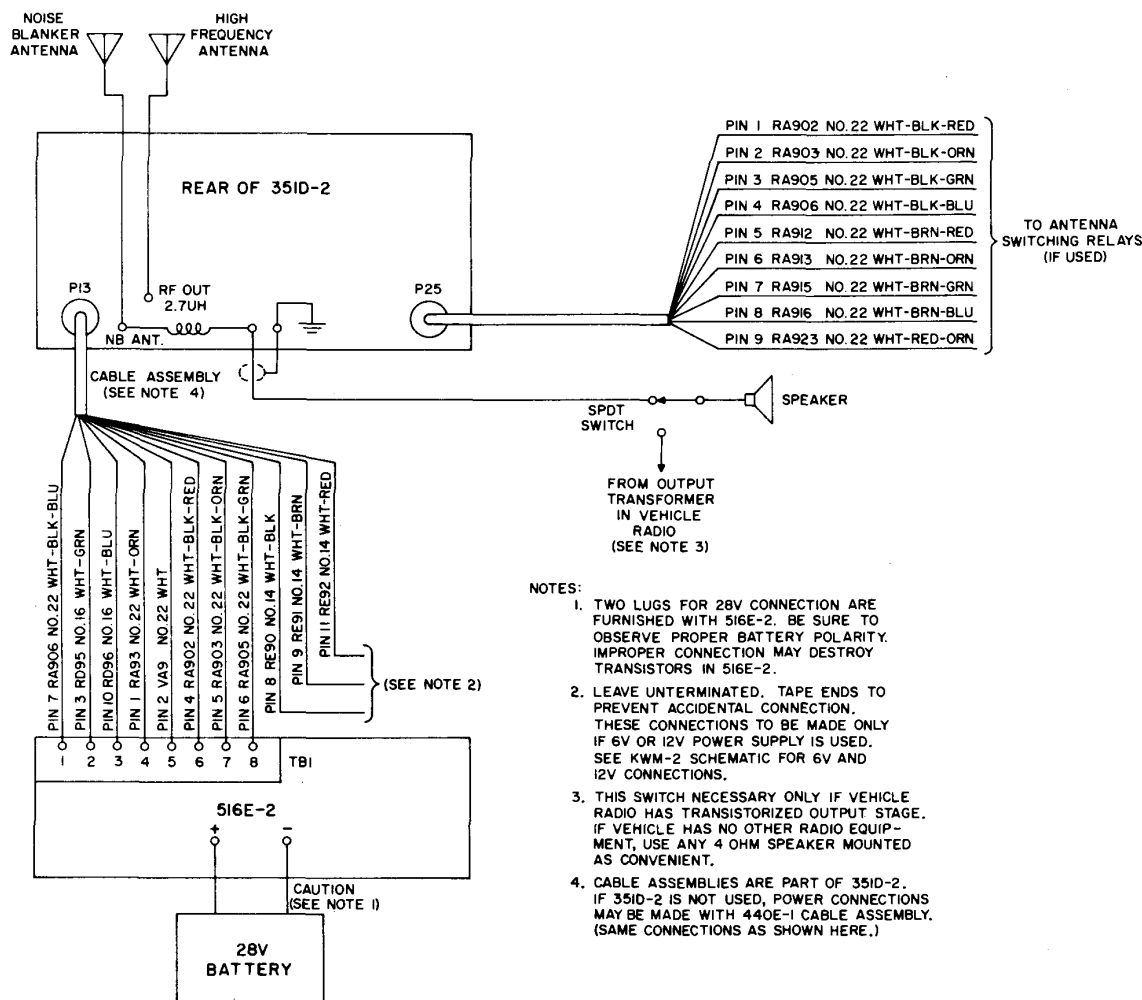 NOISE
BLANKER
ANTENNA
HIGH
FREQUENCY
ANTENNA
REAR OF 351D-2
P13
RF OUT
2.7UH
NB ANT.
P25
PIN 1 RA902 NO.22 WHT-BLK-RED
PIN 2 RA903 NO.22 WHT-BLK-ORN
PIN 3 RA905 NO.22 WHT-BLK-GRN
PIN 4 RA906 NO.22 WHT-BLK-BLU
PIN 5 RA912 NO.22 WHT-BRN-RED
PIN 6 RA913 NO.22 WHT-BRN-ORN
PIN 7 RA915 NO.22 WHT-BRN-GRN
PIN 8 RA916 NO.22 WHT-BRN-BLU
PIN 9 RA923 NO.22 WHT-RED-ORN
TO ANTENNA
SWITCHING RELAYS
(IF USED)
CABLE ASSEMBLY
(SEE NOTE 4)
SPDT
SWITCH
SPEAKER
FROM OUTPUT
TRANSFORMER
IN VEHICLE
RADIO
(SEE NOTE 3)
PIN 7 RA906 NO.22 WHT-BLK-BLU
PIN 3 RD95 NO.16 WHT-GRN
PIN 10 RD96 NO.16 WHT-BLU
PIN 1 RA93 NO.22 WHT-ORN
PIN 2 VA9 NO.22 WHT
PIN 4 RA902 NO.22 WHT-BLK-RED
PIN 5 RA903 NO.22 WHT-BLK-ORN
PIN 6 RA905 NO.22 WHT-BLK-GRN
PIN 8 RE90 NO.14 WHT-BLK
PIN 9 RE91 NO.14 WHT-BRN
PIN 11 RE92 NO.14 WHT-RED
(SEE NOTE 2)
1 2 3 4 5 6 7 8 TB1
516E-2
+ −
CAUTION
(SEE NOTE 1)
28V
BATTERY
NOTES:
1. TWO LUGS FOR 28V CONNECTION ARE
FURNISHED WITH 516E-2. BE SURE TO
OBSERVE PROPER BATTERY POLARITY.
IMPROPER CONNECTION MAY DESTROY
TRANSISTORS IN 516E-2.
2. LEAVE UNTERMINATED. TAPE ENDS TO
PREVENT ACCIDENTAL CONNECTION.
THESE CONNECTIONS TO BE MADE ONLY
IF 6V OR 12V POWER SUPPLY IS USED.
SEE KWM-2 SCHEMATIC FOR 6V AND
12V CONNECTIONS.
3. THIS SWITCH NECESSARY ONLY IF VEHICLE
RADIO HAS TRANSISTORIZED OUTPUT STAGE.
IF VEHICLE HAS NO OTHER RADIO EQUIP-
MENT, USE ANY 4 OHM SPEAKER MOUNTED
AS CONVENIENT.
4. CABLE ASSEMBLIES ARE PART OF 351D-2.
IF 351D-2 IS NOT USED, POWER CONNECTIONS
MAY BE MADE WITH 440E-1 CABLE ASSEMBLY.
(SAME CONNECTIONS AS SHOWN HERE.)